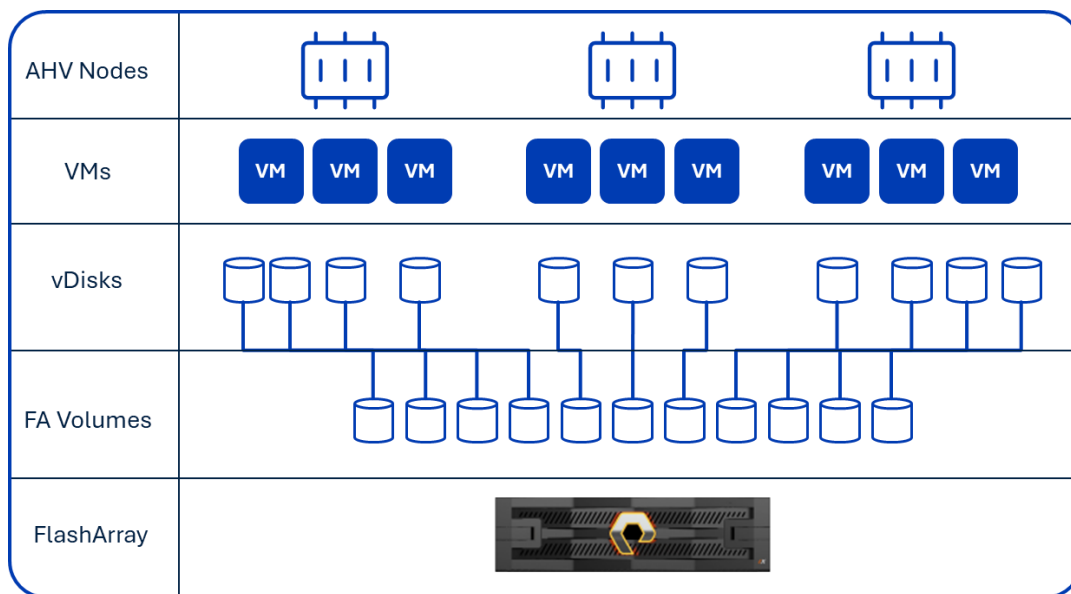 AHV Nodes
VMs
VM VM VM VM VM VM VM VM VM
vDisks
FA Volumes
FlashArray